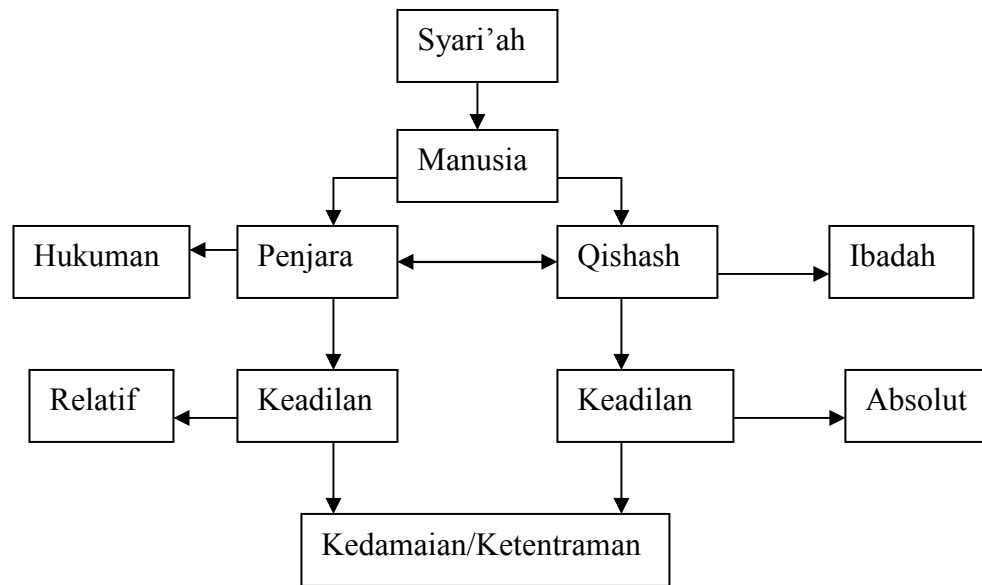 Syari’ah
Manusia
Hukuman
Penjara
Qishash
Ibadah
Relatif
Keadilan
Keadilan
Absolut
Kedamaian/Ketentraman